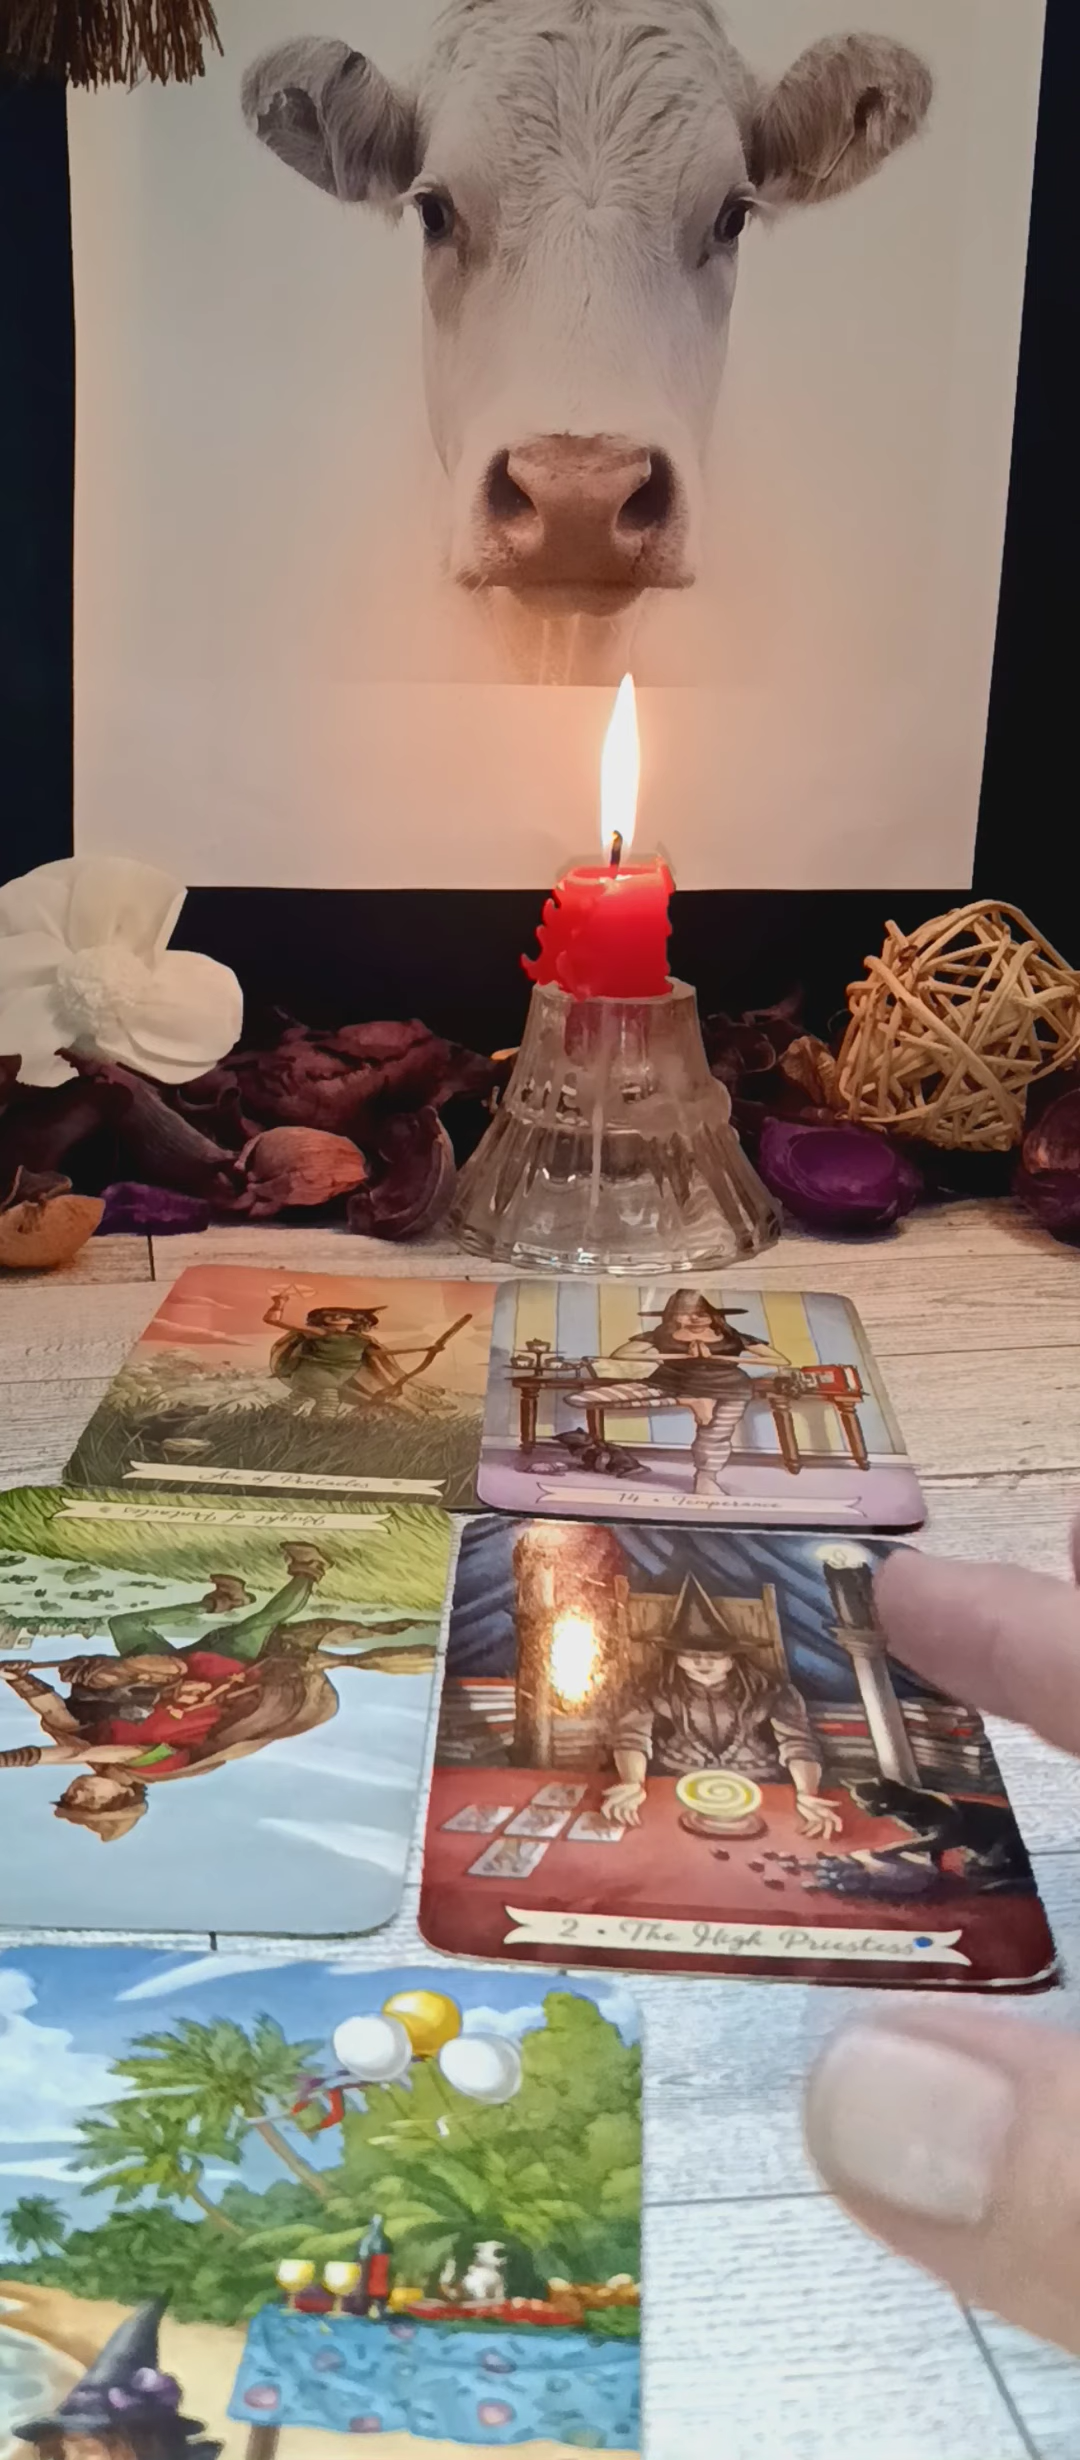 Ace of Pentacles
14 • Temperance
Knight of Pentacles
2 • The High Priestess